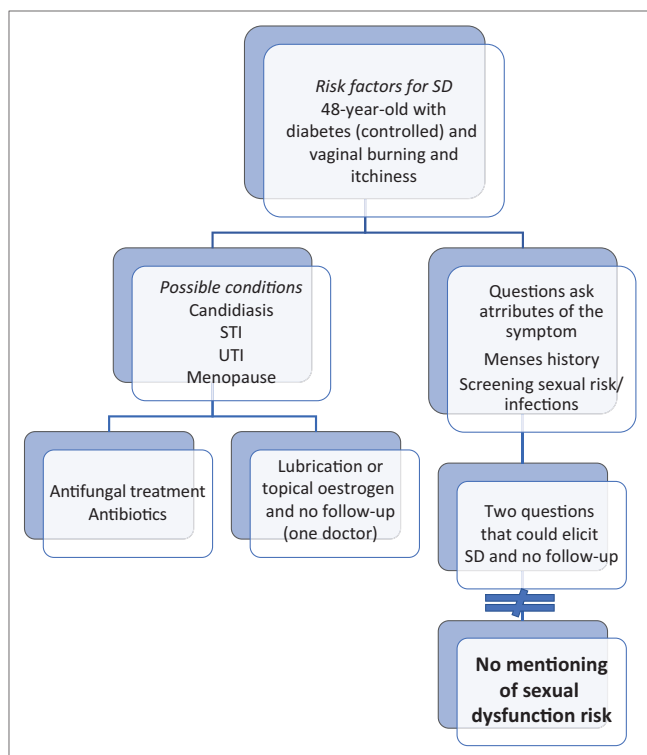 Risk factors for SD
48-year-old with
diabetes (controlled) and
vaginal burning and
itchiness
Possible conditions
Candidiasis
STI
UTI
Menopause
Questions ask
atrributes of the
symptom
Menses history
Screening sexual risk/
infections
Antifungal treatment
Antibiotics
Lubrication or
topical oestrogen
and no follow-up
(one doctor)
Two questions
that could elicit
SD and no follow-up
No mentioning
of sexual
dysfunction risk